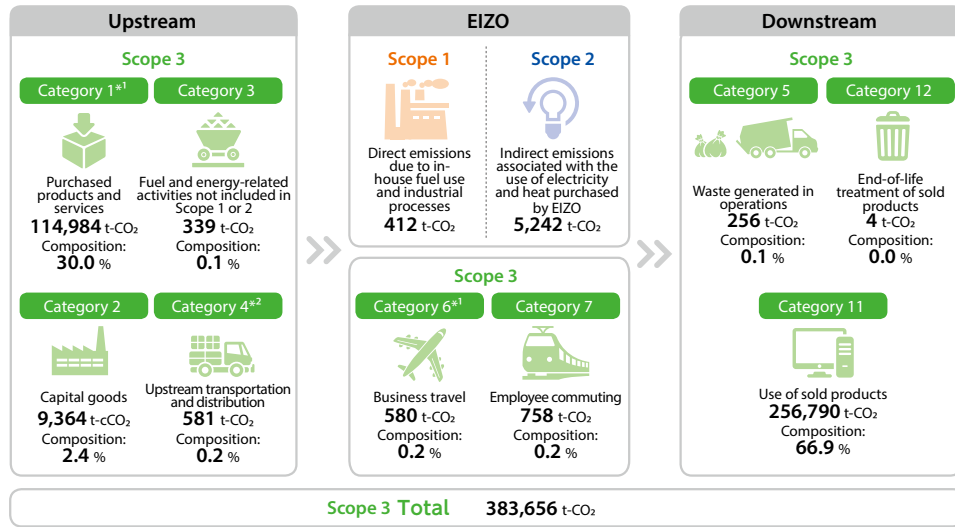 Upstream
Scope 3
Category 1*1
Purchased
products and
services
114,984 t-CO₂
Composition:
30.0 %
Category 3
Fuel and energy-related
activities not included in
Scope 1 or 2
339 t-CO₂
Composition:
0.1 %
Category 2
Capital goods
9,364 t-cCO₂
Composition:
2.4 %
Category 4*2
Upstream transportation
and distribution
581 t-CO₂
Composition:
0.2 %
EIZO
Scope 1
Direct emissions
due to in-
house fuel use
and industrial
processes
412 t-CO₂
Scope 2
Indirect emissions
associated with the
use of electricity
and heat purchased
by EIZO
5,242 t-CO₂
Scope 3
Category 6*1
Business travel
580 t-CO₂
Composition:
0.2 %
Category 7
Employee commuting
758 t-CO₂
Composition:
0.2 %
Downstream
Scope 3
Category 5
Waste generated in
operations
256 t-CO₂
Composition:
0.1 %
Category 12
End-of-life
treatment of sold
products
4 t-CO₂
Composition:
0.0 %
Category 11
Use of sold products
256,790 t-CO₂
Composition:
66.9 %
Scope 3 Total 383,656 t-CO₂